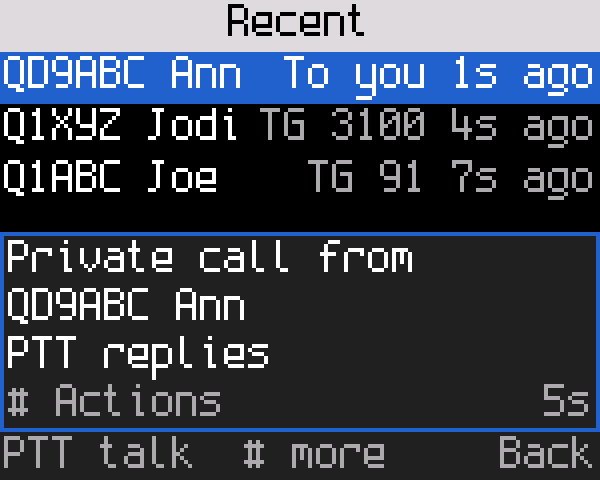 Recent
QD9ABC Ann To you 1s ago
Q1XYZ Jodi TG 3100 4s ago
Q1ABC Joe TG 91 7s ago
Private call from
QD9ABC Ann
PTT replies
# Actions 5s
PTT talk # more Back